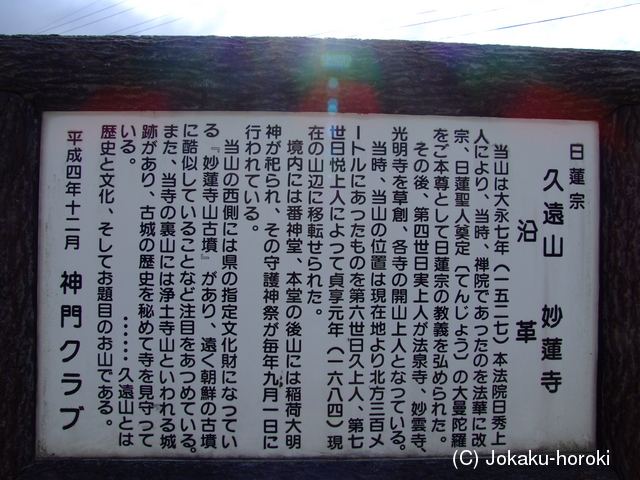 日蓮宗
久遠山　妙蓮寺
沿革
当山は大永七年（一五二七）本法院日秀上
人により、当時、禅院であったのを法華に改
宗、日蓮聖人奠定〔てんじょう〕の大曼陀羅
をご本尊として日蓮宗の教義を弘められた。
その後、第四世日実上人が法泉寺、妙雲寺、
光明寺を草創、各寺の開山上人となっている。
当時、当山の位置は現在地より北方三百メ
ートルにあったものを第六世日久上人、第七
世日悦上人によって貞享元年（一六八四）現
在の山辺に移転せられた。
境内には番神堂、本堂の後山には稲荷大明
神が祀られ、その守護神祭が毎年九月一日に
行われている。
当山の西側には県の指定文化財になってい
る『妙蓮寺山古墳』があり、遠く朝鮮の古墳
に酷似していることなど注目をあつめている。
また、当寺の裏山には浄土寺山といわれる城
跡があり、古城の歴史を秘めて寺を見守って
いる。
……久遠山とは
歴史と文化、そしてお題目のお山である。
平成四年十二月　神門クラブ
(C) Jokaku-horoki